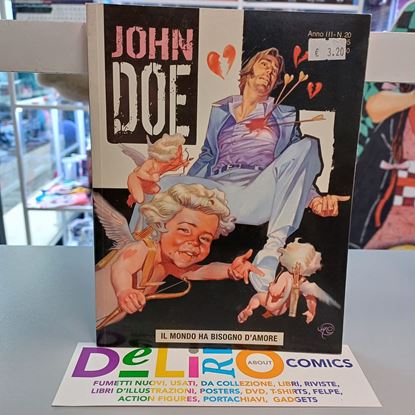 JOHN
DOE
Anno III - N. 20
€ 3.20
IL MONDO HA BISOGNO D'AMORE
DeLiRIO ABOUT COMICS
FUMETTI NUOVI, USATI, DA COLLEZIONE, LIBRI, RIVISTE,
LIBRI D'ILLUSTRAZIONI, POSTERS, DVD, T-SHIRTS, FELPE,
ACTION FIGURES, PORTACHIAVI, GADGETS